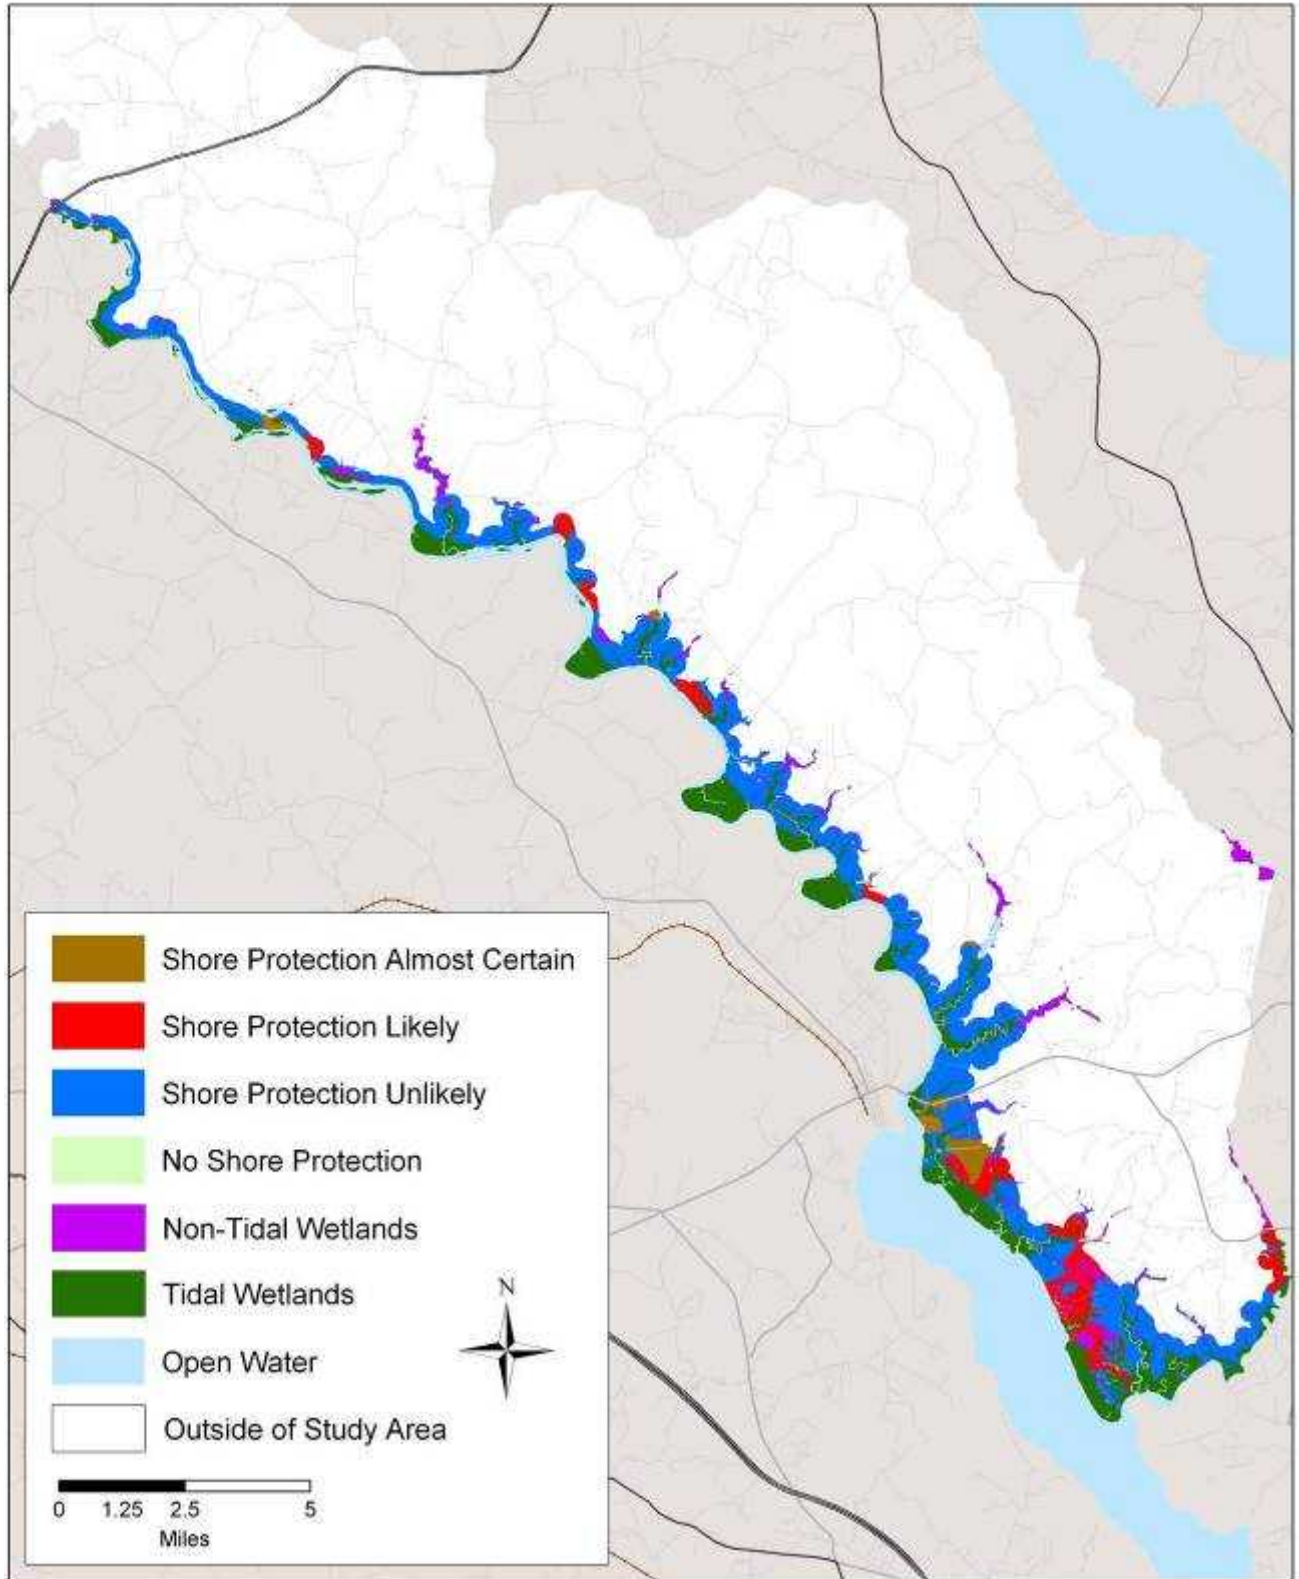 Shore Protection Almost Certain
Shore Protection Likely
Shore Protection Unlikely
No Shore Protection
Non-Tidal Wetlands
N
Tidal Wetlands
Open Water
Outside of Study Area
0 1.25 2.5 5
Miles